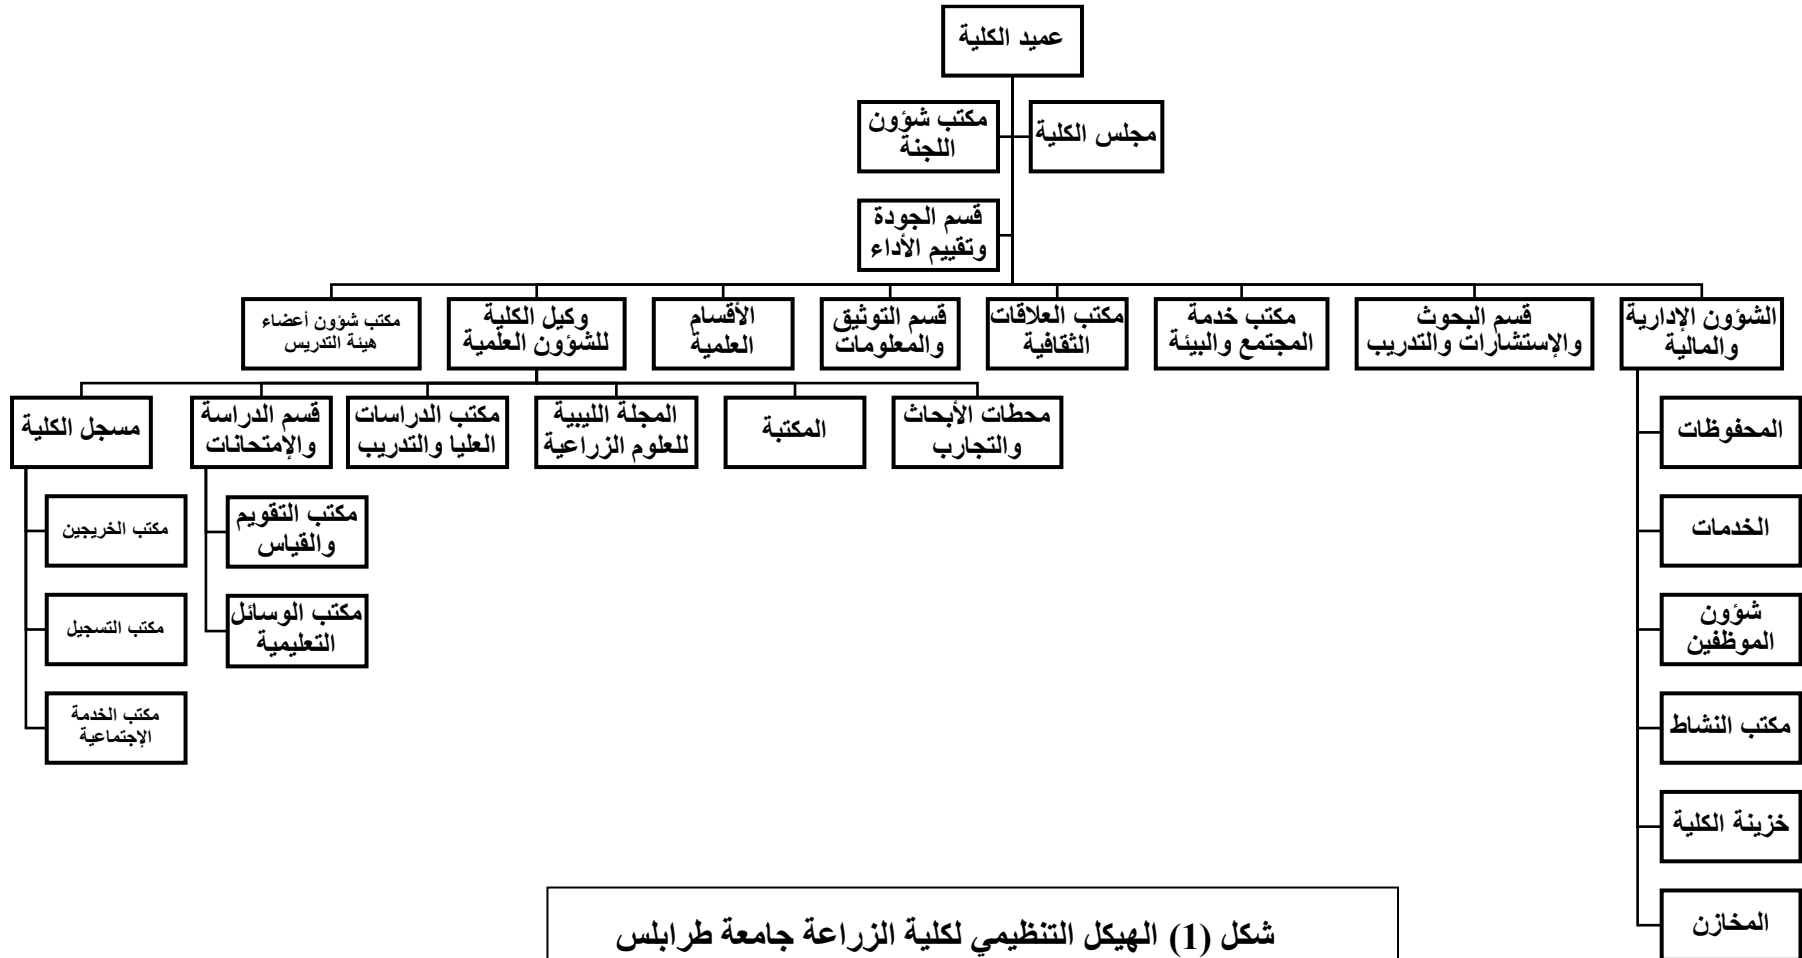 عميد الكلية
مجلس الكلية
مكتب شؤون
اللجنة
قسم الجودة
وتقييم الأداء
الشؤون الإدارية
والمالية
قسم البحوث
والإستشارات والتدريب
مكتب خدمة
المجتمع والبيئة
مكتب العلاقات
الثقافية
قسم التوثيق
والمعلومات
الأقسام
العلمية
وكيل الكلية
للشؤون العلمية
مكتب شؤون أعضاء
هيئة التدريس
محطات الأبحاث
والتجارب
المكتبة
المجلة الليبية
للعلوم الزراعية
مكتب الدراسات
العليا والتدريب
قسم الدراسة
والإمتحانات
مسجل الكلية
المحفوظات
الخدمات
شؤون
الموظفين
مكتب النشاط
خزينة الكلية
المخازن
مكتب التقويم
والقياس
مكتب الوسائل
التعليمية
مكتب الخريجين
مكتب التسجيل
مكتب الخدمة
الإجتماعية
شكل (1) الهيكل التنظيمي لكلية الزراعة جامعة طرابلس